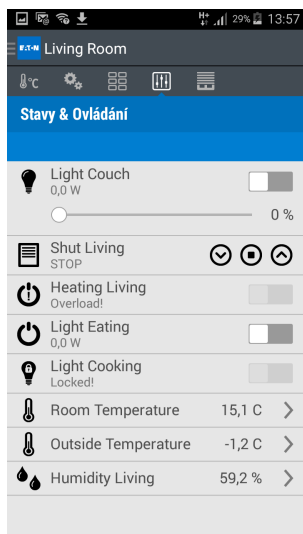 H+ 29% 13:57
E·T·N Living Room
°C
Stavy & Ovládání
Light Couch
0,0 W
0 %
Shut Living
STOP
Heating Living
Overload!
Light Eating
0,0 W
Light Cooking
Locked!
Room Temperature 15,1 C
Outside Temperature -1,2 C
Humidity Living 59,2 %